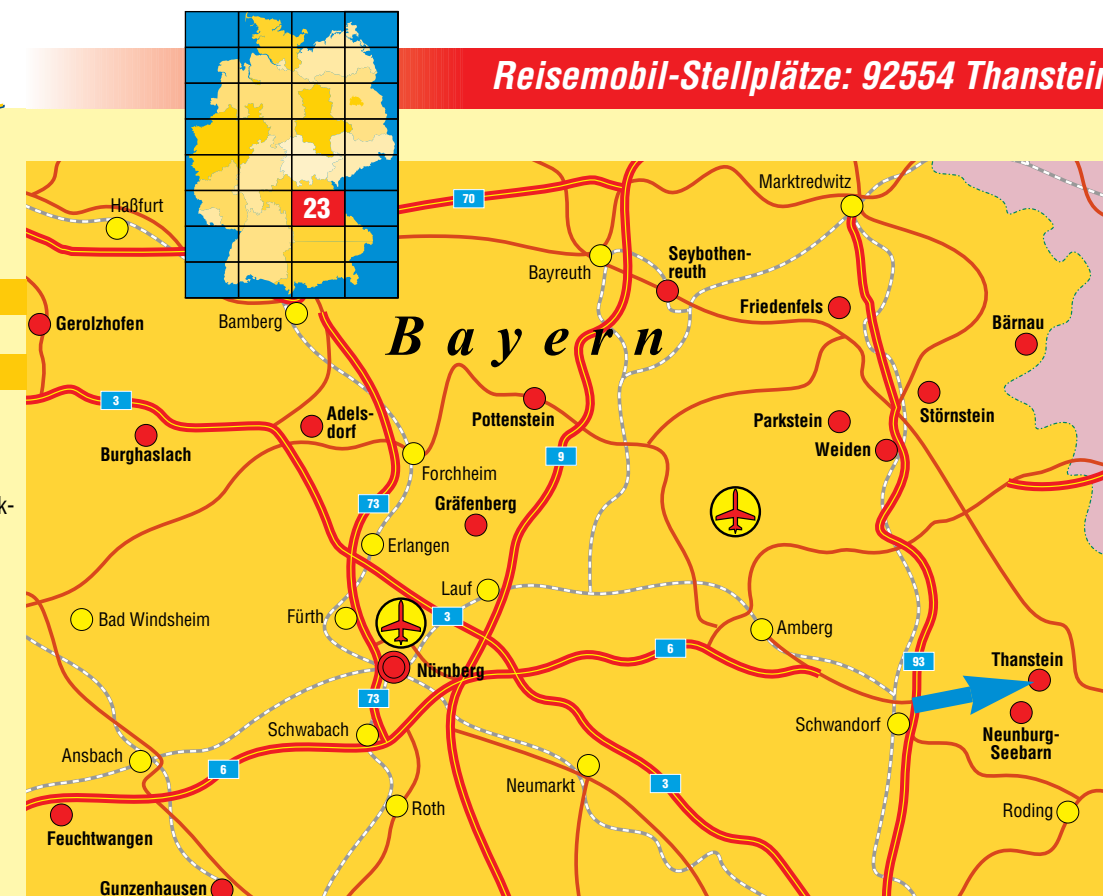 Reisemobil-Stellplätze: 92554 Thanstein
23
70
Marktredwitz
Haßfurt
Seybothen-
reuth
Bayreuth
Friedenfels
Bärnau
Gerolzhofen
Bamberg
Bayern
3
Adels-
dorf
Pottenstein
Parkstein
Störnstein
Burghaslach
Weiden
9
Forchheim
k-
73
Gräfenberg
Erlangen
Lauf
Bad Windsheim
Fürth
3
Amberg
6
93
Thanstein
Nürnberg
73
Schwabach
Schwandorf
Neunburg-
Seebarn
Ansbach
6
Neumarkt
3
Roth
Roding
Feuchtwangen
Gunzenhausen